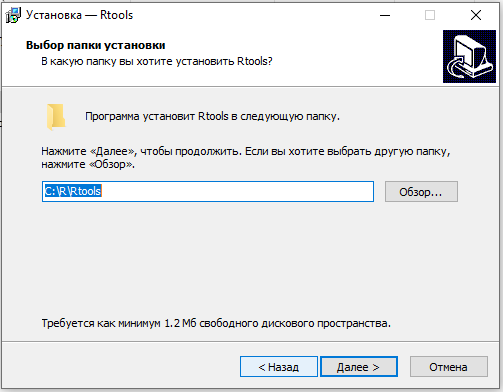 Установка — Rtools
Выбор папки установки
В какую папку вы хотите установить Rtools?
Программа установит Rtools в следующую папку.
Нажмите «Далее», чтобы продолжить. Если вы хотите выбрать другую папку,
нажмите «Обзор».
C:\R\Rtools
Обзор...
Требуется как минимум 1.2 Мб свободного дискового пространства.
< Назад
Далее >
Отмена